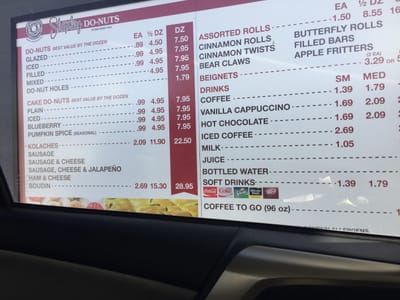 Shipley DO-NUTS
EA ½ DZ DZ
DO-NUTS BEST VALUE BY THE DOZEN
GLAZED .89 4.50 7.50
ICED .99 4.95 7.95
FILLED .99 4.95 7.95
MIXED 4.95 7.95
DO-NUT HOLES 1.79
CAKE DO-NUTS BEST VALUE BY THE DOZEN
PLAIN .99 4.95 7.95
ICED .99 4.95 7.95
BLUEBERRY .99 4.95 7.95
PUMPKIN SPICE (SEASONAL) .99 4.95 7.95
KOLACHES 2.09 11.90 22.50
SAUSAGE
SAUSAGE & CHEESE
SAUSAGE, CHEESE & JALAPEÑO
HAM & CHEESE
BOUDIN 2.69 15.30 28.95
EA ½ DZ
ASSORTED ROLLS 1.50 8.55
CINNAMON ROLLS BUTTERFLY ROLLS
CINNAMON TWISTS FILLED BARS
BEAR CLAWS APPLE FRITTERS
BEIGNETS (2 EA) 3.29 or
DRINKS SM MED
COFFEE 1.39 1.79
VANILLA CAPPUCCINO 1.69 2.09
HOT CHOCOLATE 1.69 2.09
ICED COFFEE 2.69
MILK 1.05
JUICE
BOTTLED WATER
SOFT DRINKS 1.39 1.79
COFFEE TO GO (96 oz)